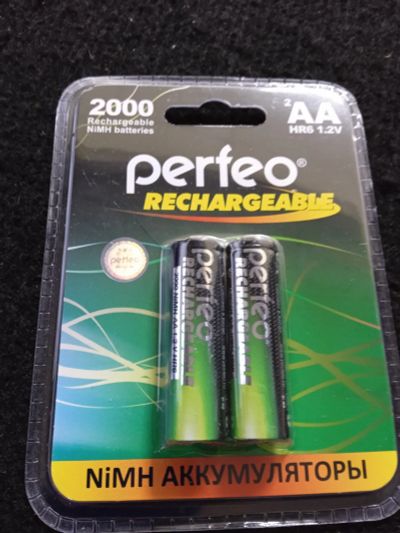 2000
Rechargeable
NiMH batteries
2 AA
HR6 1.2V
perfeo®
RECHARGEABLE
perfeo
perfeo
RECHARGEABLE
perfeo
RECHARGEABLE
NiMH АККУМУЛЯТОРЫ